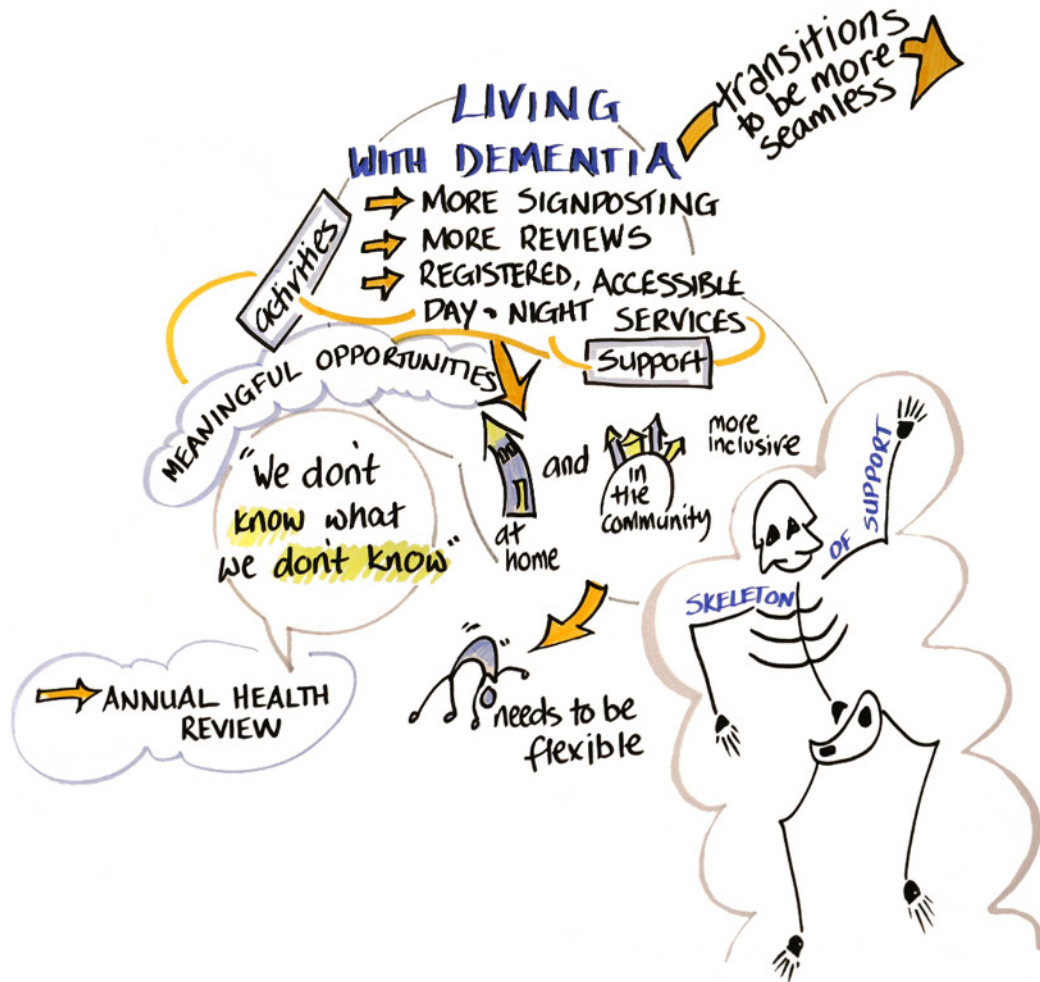 transitions
to be more
seamless
LIVING
WITH DEMENTIA
MORE SIGNPOSTING
MORE REVIEWS
REGISTERED, ACCESSIBLE
DAY • NIGHT SERVICES
activities
Support
MEANINGFUL OPPORTUNITIES
"We don't
know what
we don't know"
at
home
and
in
the
community
more
inclusive
SKELETON
OF SUPPORT
ANNUAL HEALTH
REVIEW
needs to be
flexible